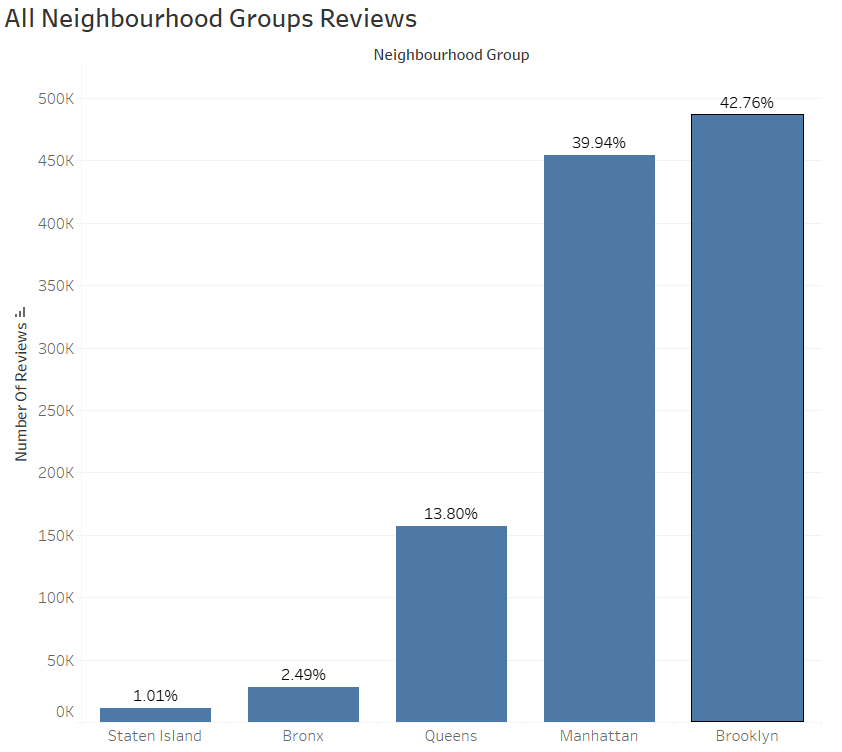 All Neighbourhood Groups Reviews
Neighbourhood Group
Number Of Reviews
500K
450K
400K
350K
300K
250K
200K
150K
100K
50K
0K
1.01%
2.49%
13.80%
39.94%
42.76%
Staten Island
Bronx
Queens
Manhattan
Brooklyn